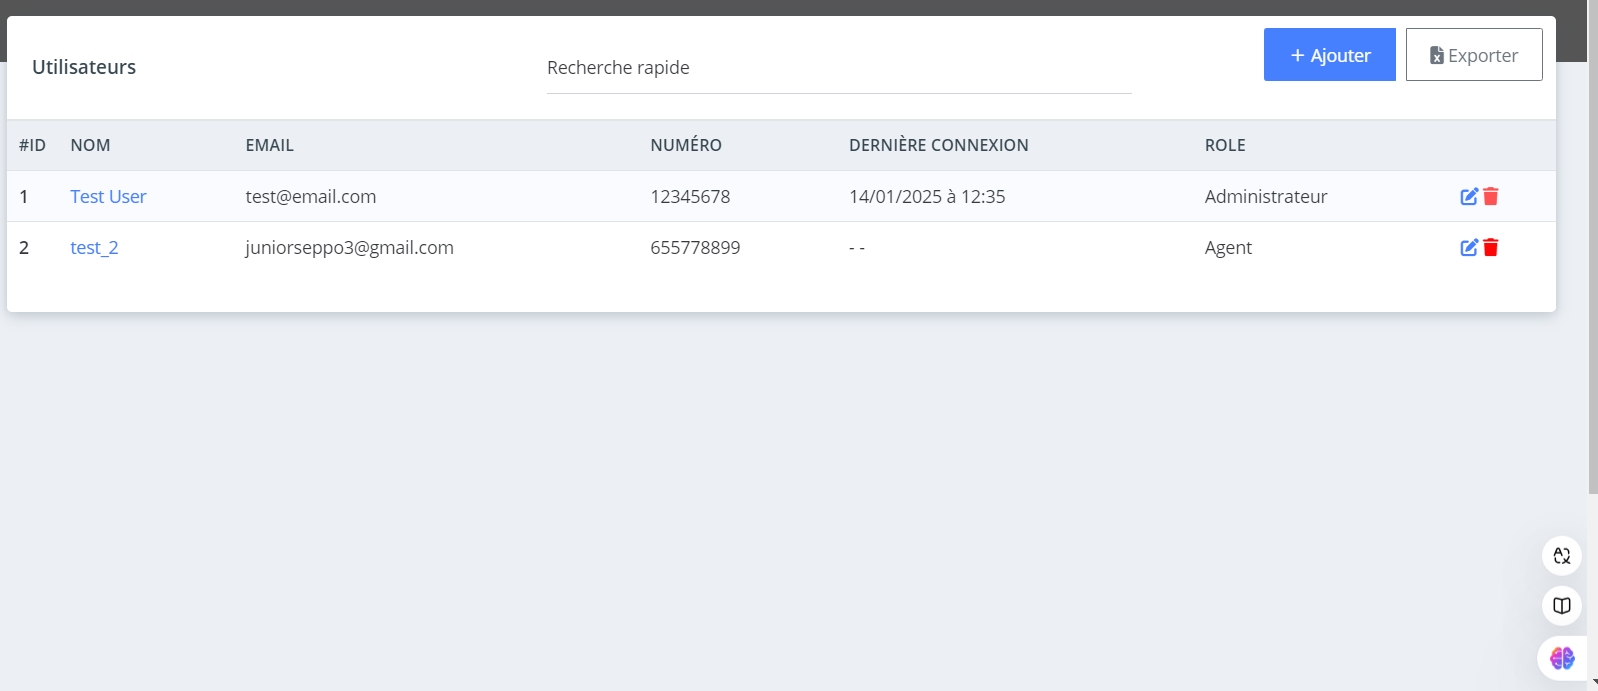 Utilisateurs
Recherche rapide
+ Ajouter
Exporter
#ID NOM EMAIL NUMÉRO DERNIÈRE CONNEXION ROLE
1 Test User test@email.com 12345678 14/01/2025 à 12:35 Administrateur
2 test_2 juniorseppo3@gmail.com 655778899 - - Agent